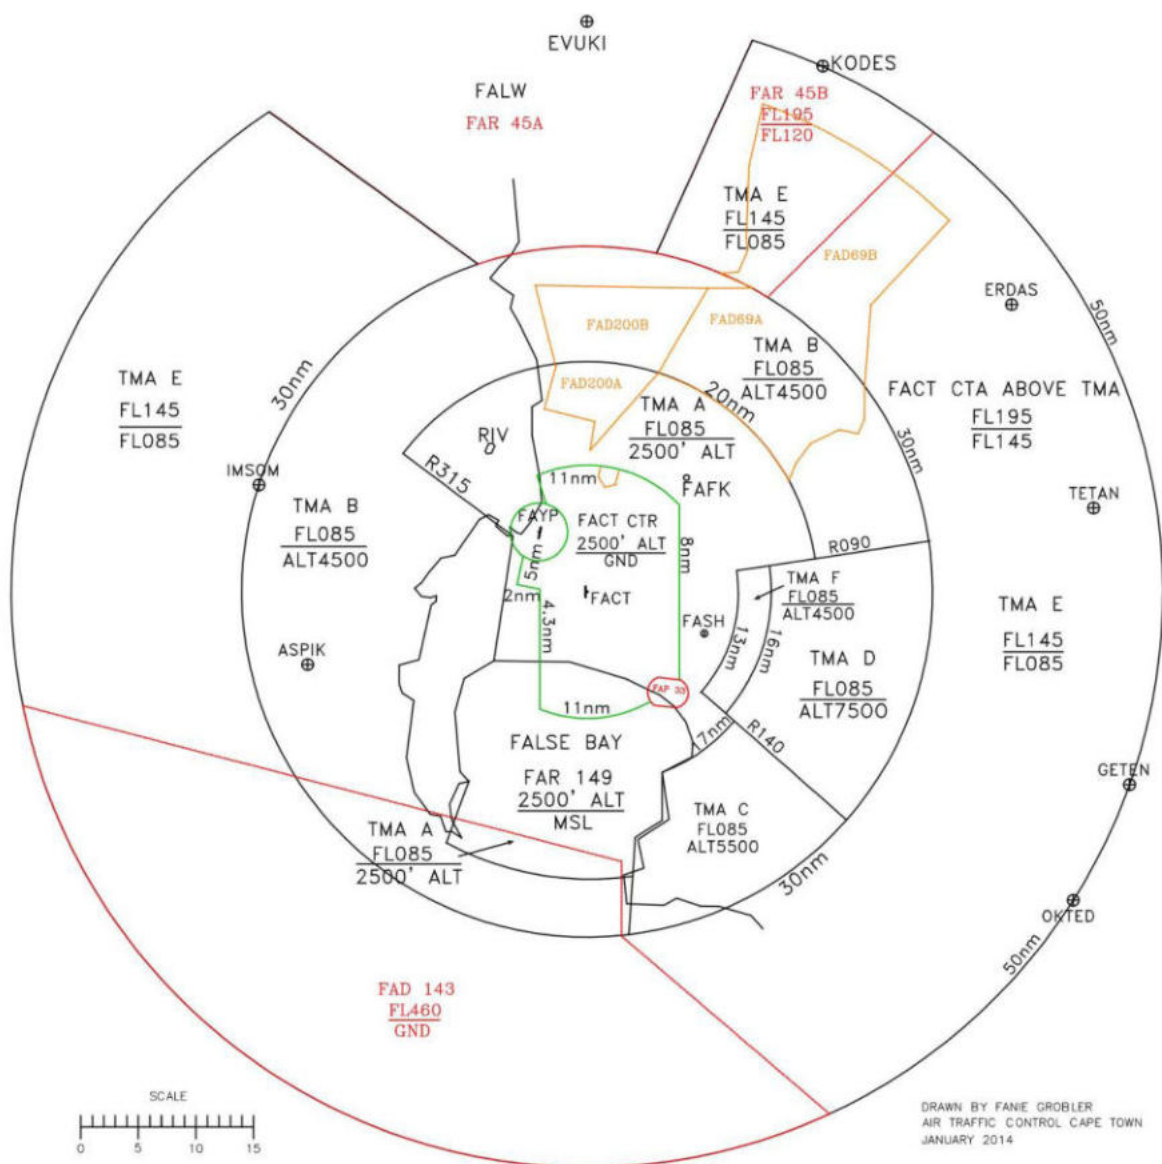 EVUKI
KODES
FALW
FAR 45A
FAR 45B
FL195
FL120
TMA E
FL145
FL085
FAD69B
ERDAS
50nm
FAD200B
FAD69A
TMA B
FL085
ALT4500
30nm
TMA E
FL145
FL085
FAD200A
TMA A
FL085
2500' ALT
20nm
FACT CTA ABOVE TMA
FL195
FL145
30nm
RIV
R315
IMSOM
11nm
FAFK
TETAN
TMA B
FL085
ALT4500
FAYP
FACT CTR
2500' ALT
GND
8nm
R090
5nm
2nm
FACT
4.3nm
TMA F
FL085
ALT4500
FASH
13nm
16nm
TMA E
FL145
FL085
ASPIK
TMA D
FL085
ALT7500
FAP 33
11nm
17nm
R140
FALSE BAY
FAR 149
2500' ALT
MSL
GETEN
TMA A
FL085
2500' ALT
TMA C
FL085
ALT5500
30nm
OKTED
50nm
FAD 143
FL460
GND
SCALE
0 5 10 15
DRAWN BY FANIE GROBLER
AIR TRAFFIC CONTROL CAPE TOWN
JANUARY 2014